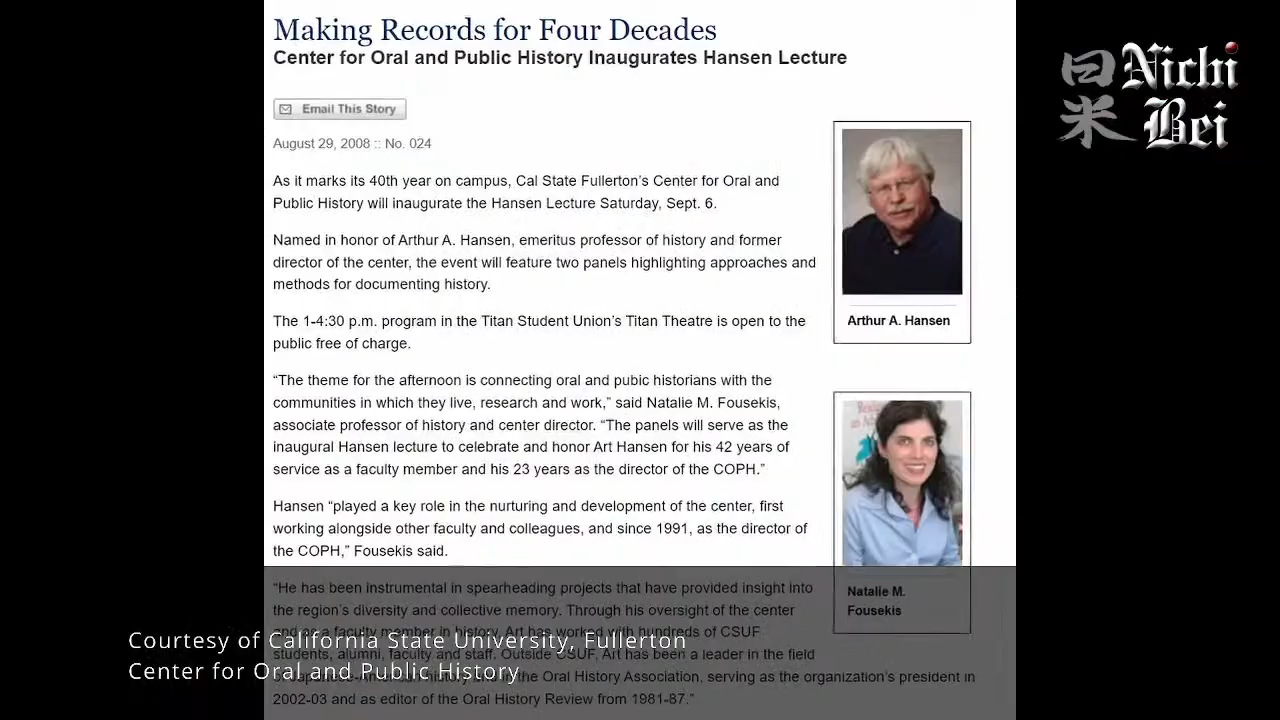 Making Records for Four Decades
Center for Oral and Public History Inaugurates Hansen Lecture
Email This Story
August 29, 2008 :: No. 024
As it marks its 40th year on campus, Cal State Fullerton's Center for Oral and
Public History will inaugurate the Hansen Lecture Saturday, Sept. 6.
Named in honor of Arthur A. Hansen, emeritus professor of history and former
director of the center, the event will feature two panels highlighting approaches and
methods for documenting history.
The 1-4:30 p.m. program in the Titan Student Union's Titan Theatre is open to the
public free of charge.
“The theme for the afternoon is connecting oral and pubic historians with the
communities in which they live, research and work,” said Natalie M. Fousekis,
associate professor of history and center director. “The panels will serve as the
inaugural Hansen lecture to celebrate and honor Art Hansen for his 42 years of
service as a faculty member and his 23 years as the director of the COPH.”
Hansen “played a key role in the nurturing and development of the center, first
working alongside other faculty and colleagues, and since 1991, as the director of
the COPH,” Fousekis said.
“He has been instrumental in spearheading projects that have provided insight into
the region's diversity and collective memory. Through his oversight of the center
and as a faculty member in history, Art has worked with hundreds of CSUF
students, alumni, faculty and staff. Outside CSUF, Art has been a leader in the field
history in the Oral History Association, serving as the organization's president in
2002-03 and as editor of the Oral History Review from 1981-87.”
Arthur A. Hansen
Natalie M.
Fousekis
Courtesy of California State University, Fullerton
Center for Oral and Public History
日米
Nichi
Bei